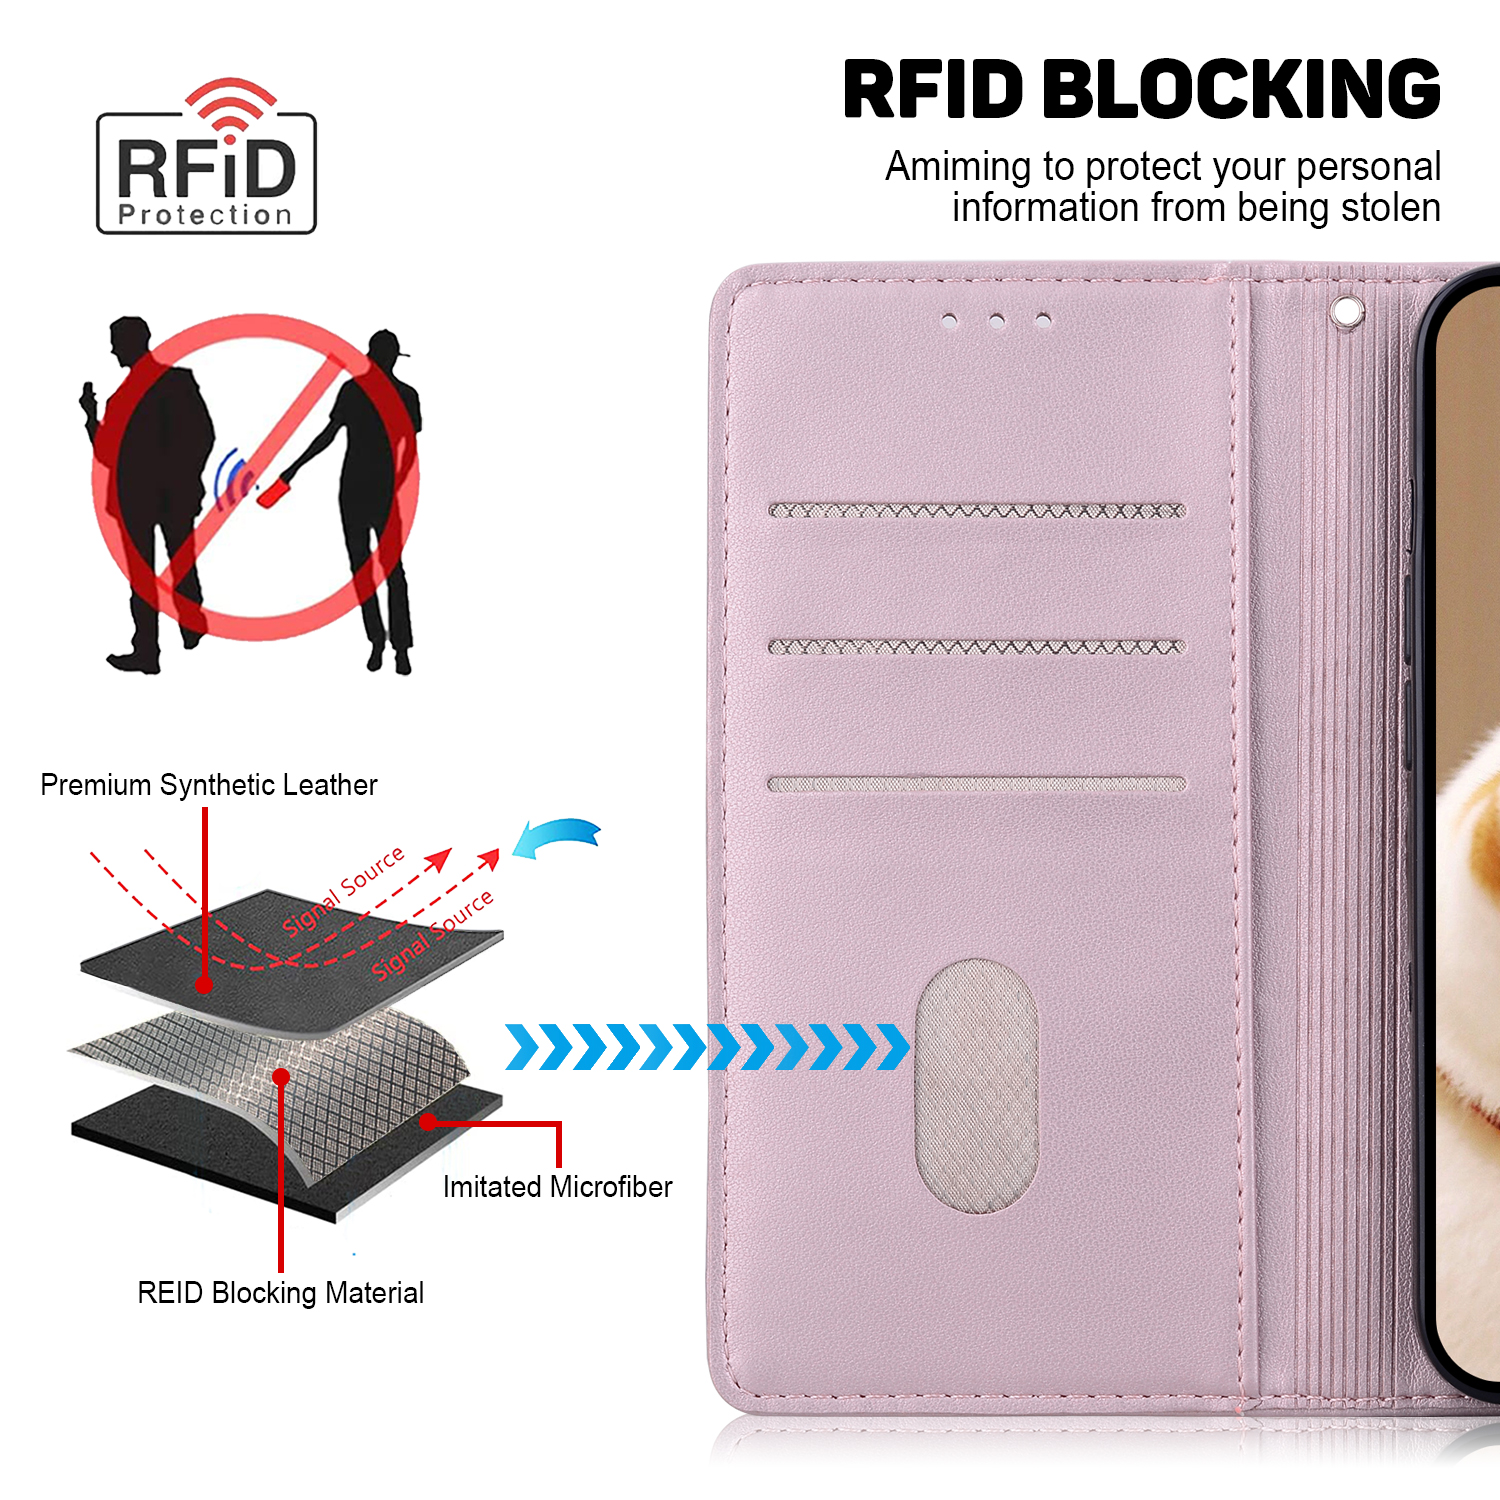 RFiD
Protection
RFID BLOCKING
Amiming to protect your personal
information from being stolen
Premium Synthetic Leather
Signal Source
Signal Source
Imitated Microfiber
REID Blocking Material